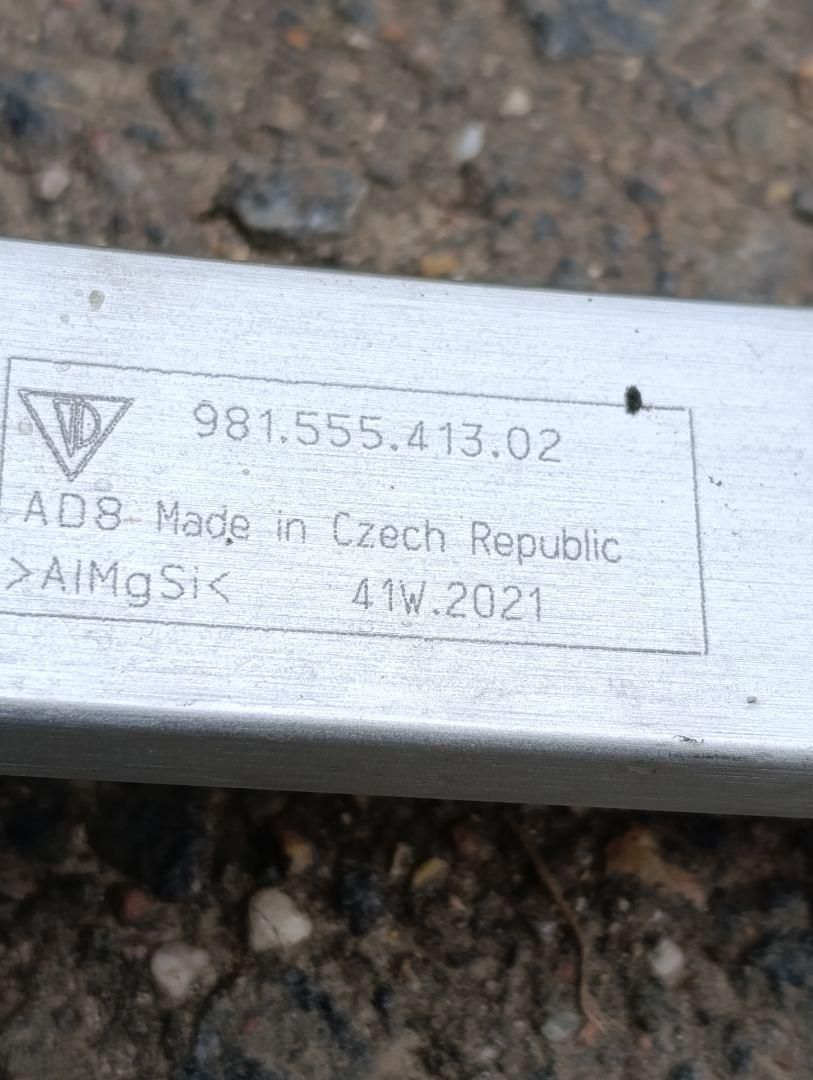 981.555.413.02
AD8 Made in Czech Republic
>AlMgSi<
41W.2021